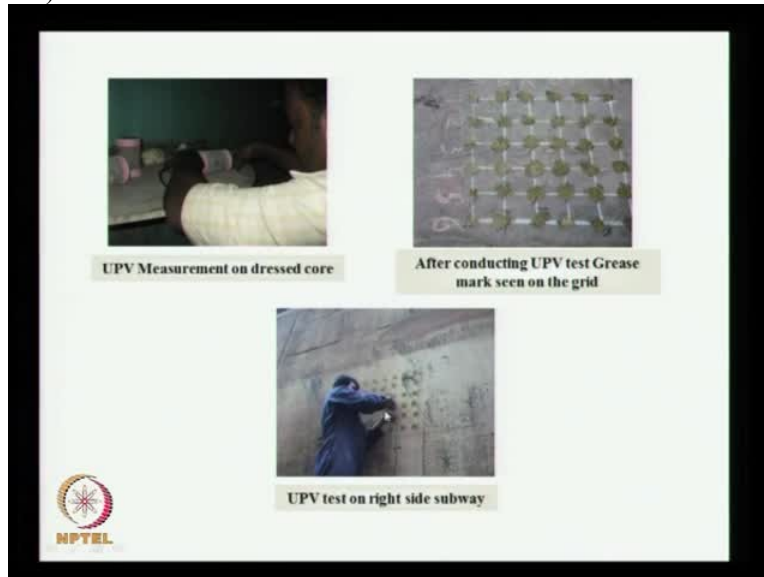 UPV Measurement on dressed core
After conducting UPV test Grease
mark seen on the grid
UPV test on right side subway
NPTEL